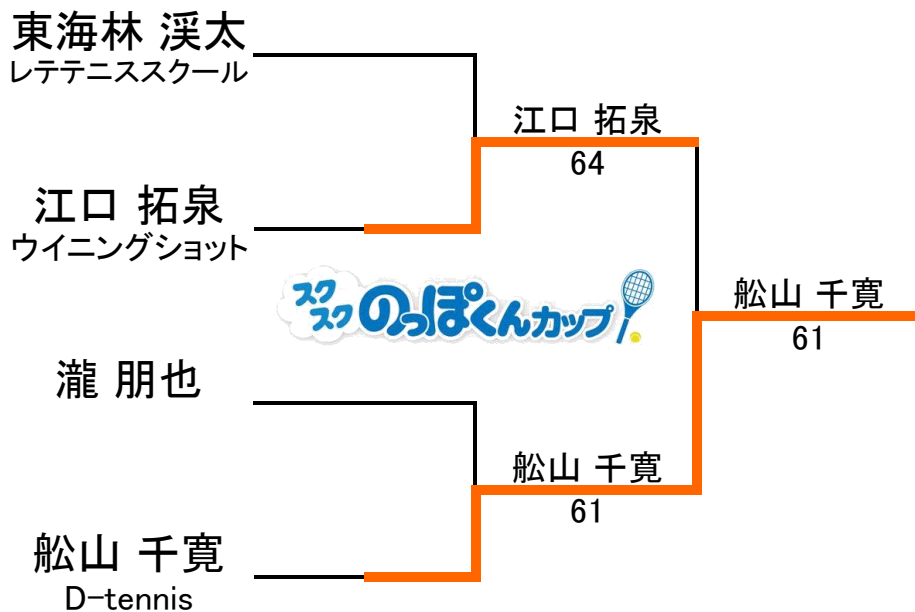 東海林 渓太
レテテニススクール
江口 拓泉
64
江口 拓泉
ウイニングショット
スク
スク のっぽくんカップ
舩山 千寛
61
瀧 朋也
舩山 千寛
61
舩山 千寛
D-tennis